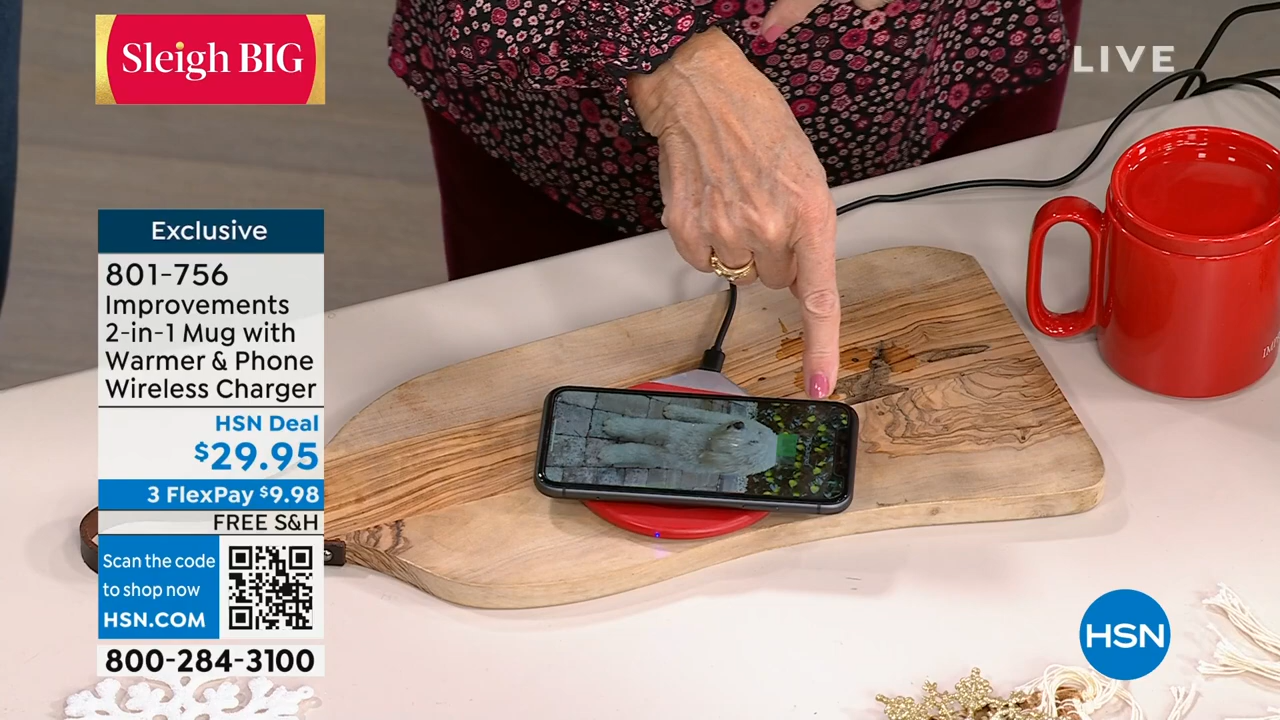 Sleigh BIG
LIVE
Exclusive
801-756
Improvements
2-in-1 Mug with
Warmer & Phone
Wireless Charger
HSN Deal
$29.95
3 FlexPay $9.98
FREE S&H
Scan the code
to shop now
HSN.COM
800-284-3100
HSN